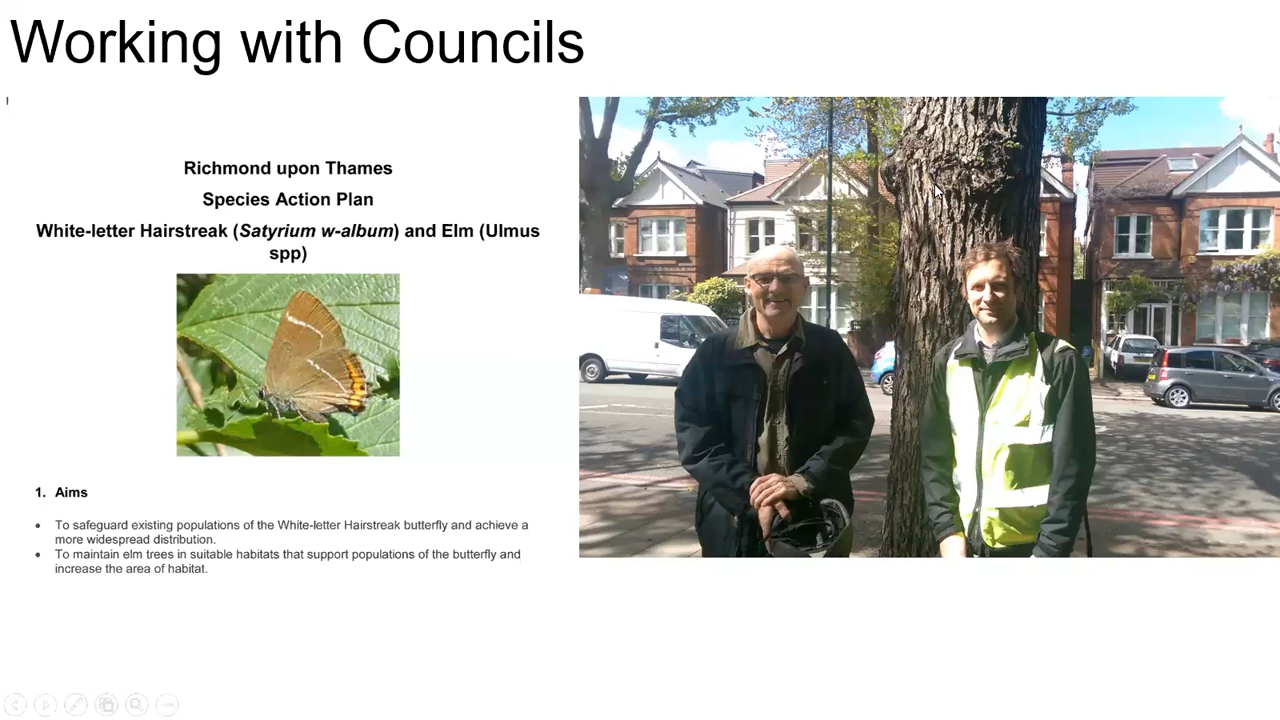 Working with Councils
Richmond upon Thames
Species Action Plan
White-letter Hairstreak (Satyrium w-album) and Elm (Ulmus
spp)
1. Aims
• To safeguard existing populations of the White-letter Hairstreak butterfly and achieve a
more widespread distribution.
• To maintain elm trees in suitable habitats that support populations of the butterfly and
increase the area of habitat.